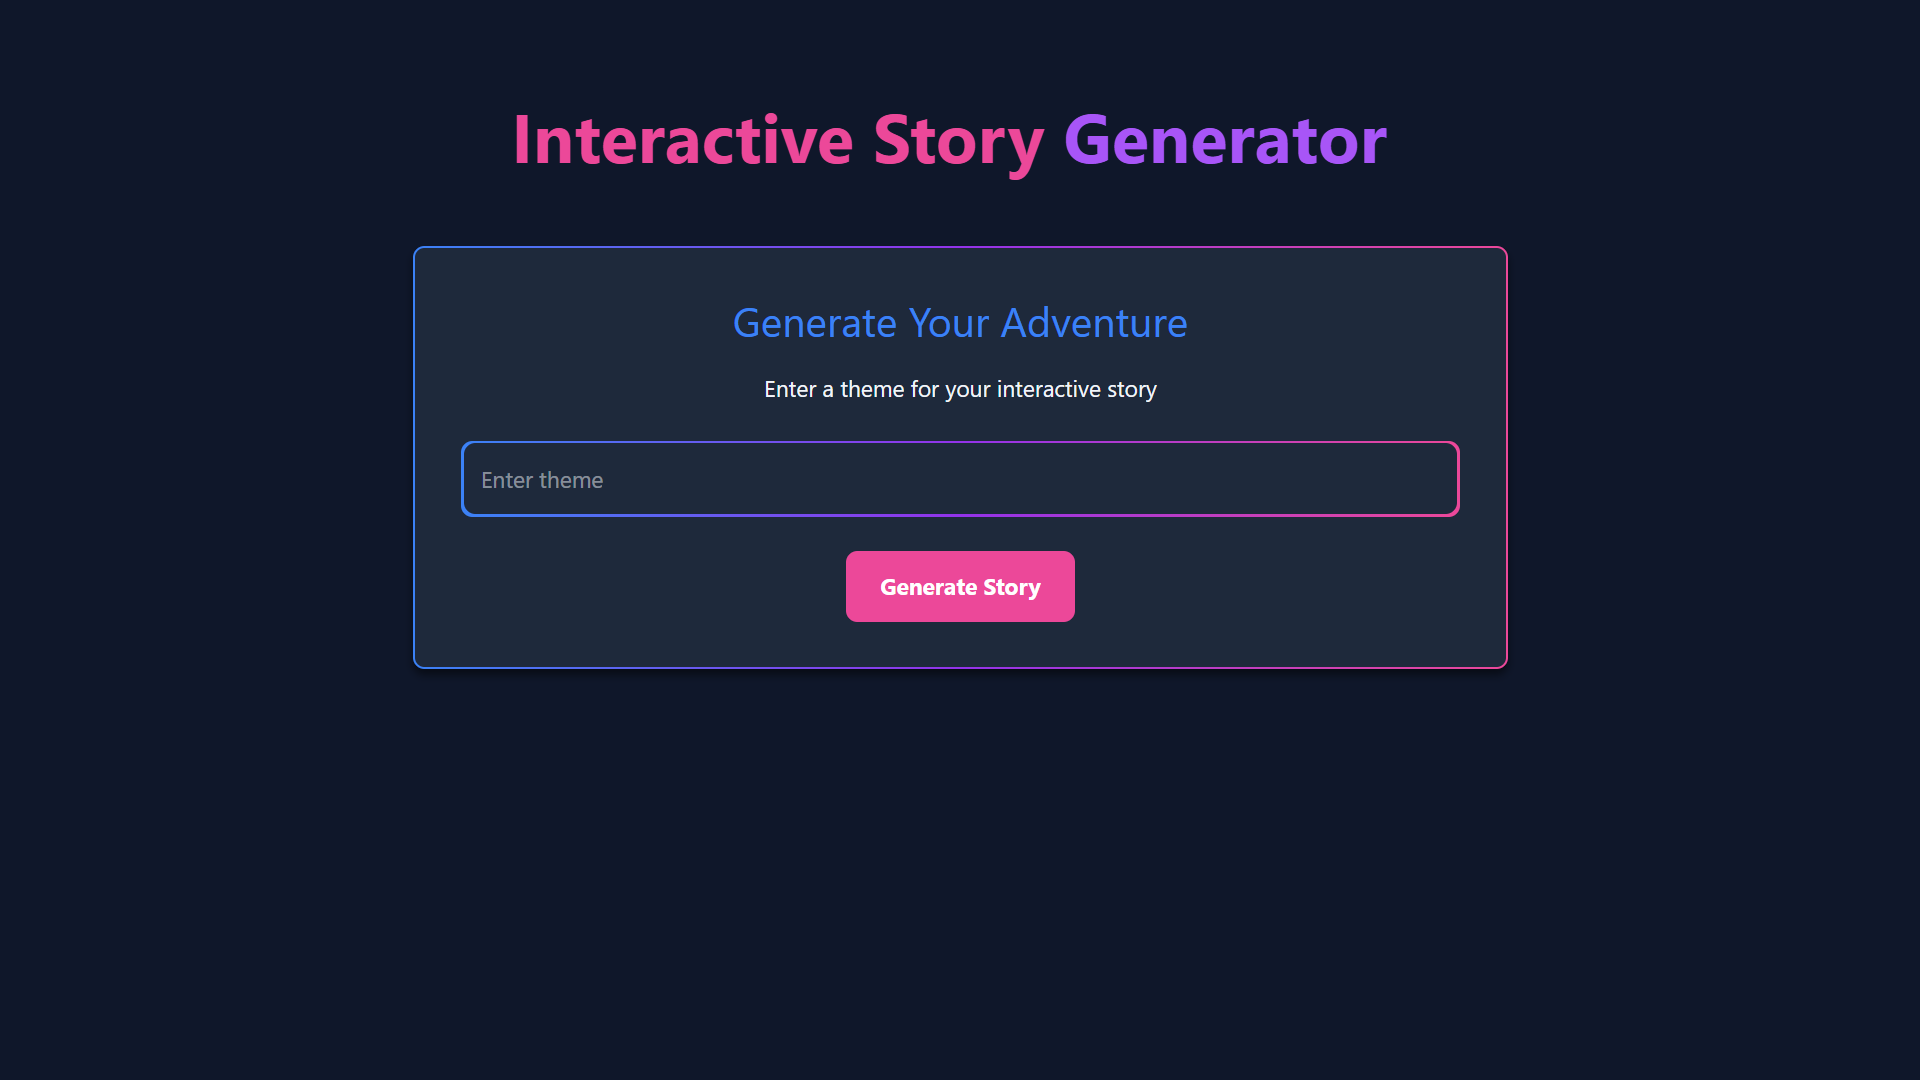 Interactive Story Generator
Generate Your Adventure
Enter a theme for your interactive story
Enter theme
Generate Story